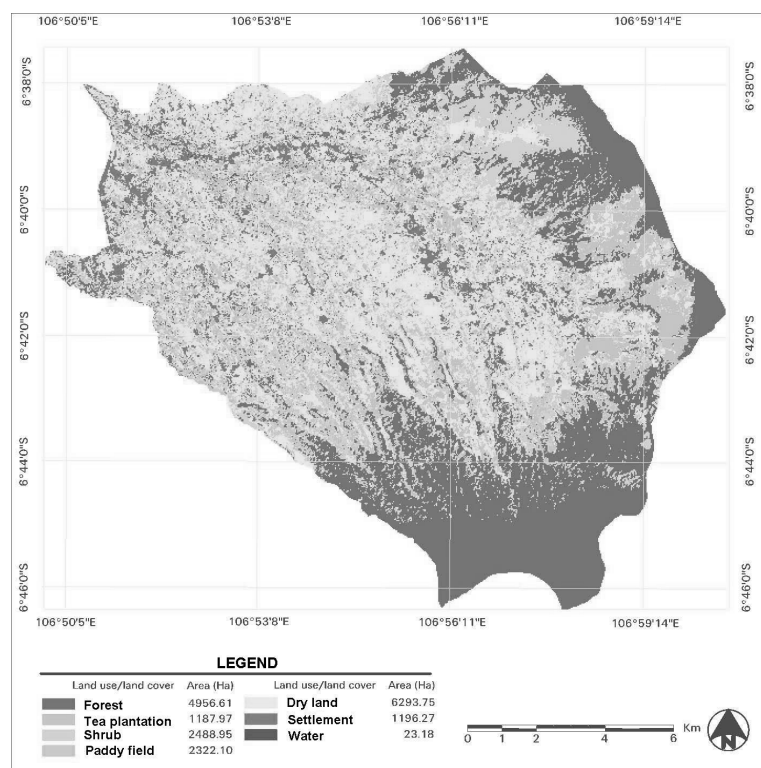 106°50'5"E 106°53'8"E 106°56'11"E 106°59'14"E
6°38'0"S 6°38'0"S
6°40'0"S 6°40'0"S
6°42'0"S 6°42'0"S
6°44'0"S 6°44'0"S
6°46'0"S 6°46'0"S
106°50'5"E 106°53'8"E 106°56'11"E 106°59'14"E
LEGEND
Land use/land cover Area (Ha) Land use/land cover Area (Ha)
Forest 4956.61 Dry land 6293.75
Tea plantation 1187.97 Settlement 1196.27
Shrub 2488.95 Water 23.18
Paddy field 2322.10
Km
0 1 2 4 6
N